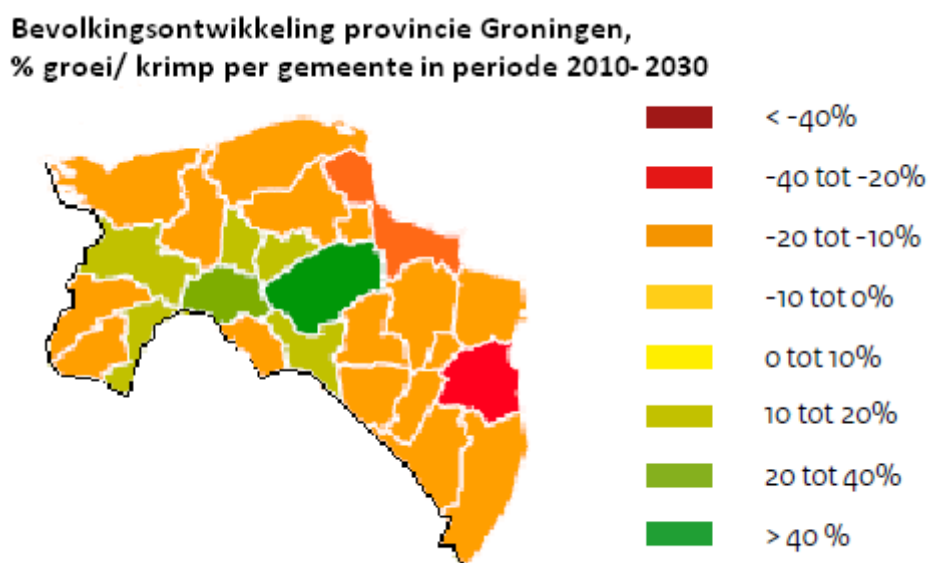 Bevolkingsontwikkeling provincie Groningen,
% groei/ krimp per gemeente in periode 2010- 2030
< -40%
-40 tot -20%
-20 tot -10%
-10 tot 0%
0 tot 10%
10 tot 20%
20 tot 40%
> 40 %